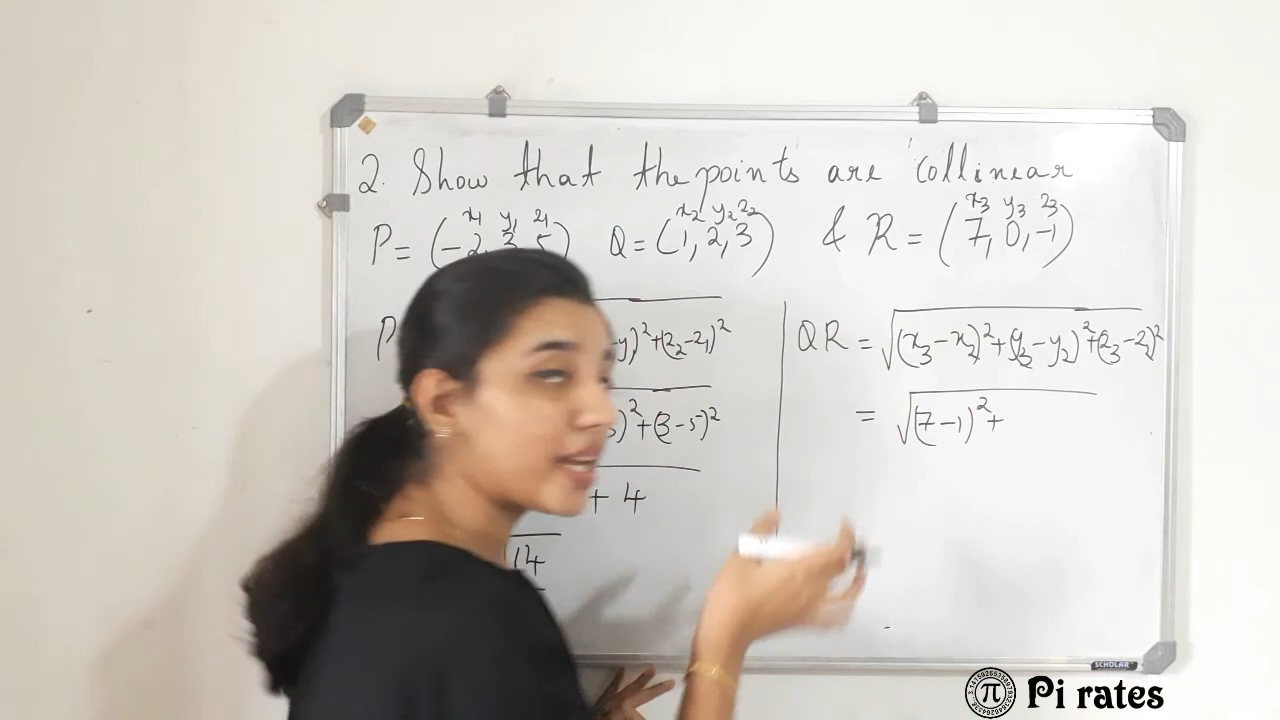 2. Show that the points are collinear
x₁ y₁ z₁ x₂ y₂ z₂ x₃ y₃ z₃
P = (-2, 3, 5) Q = (1, 2, 3) & R = (7, 0, -1)
P y₁)²+(z₂-z₁)² QR = √(x₃-x₂)²+(y₃-y₂)²+(z₃-z₂)²
)²+(3-5)² = √(7-1)²+
+ 4
√14
SCHOLAR
π Pi rates